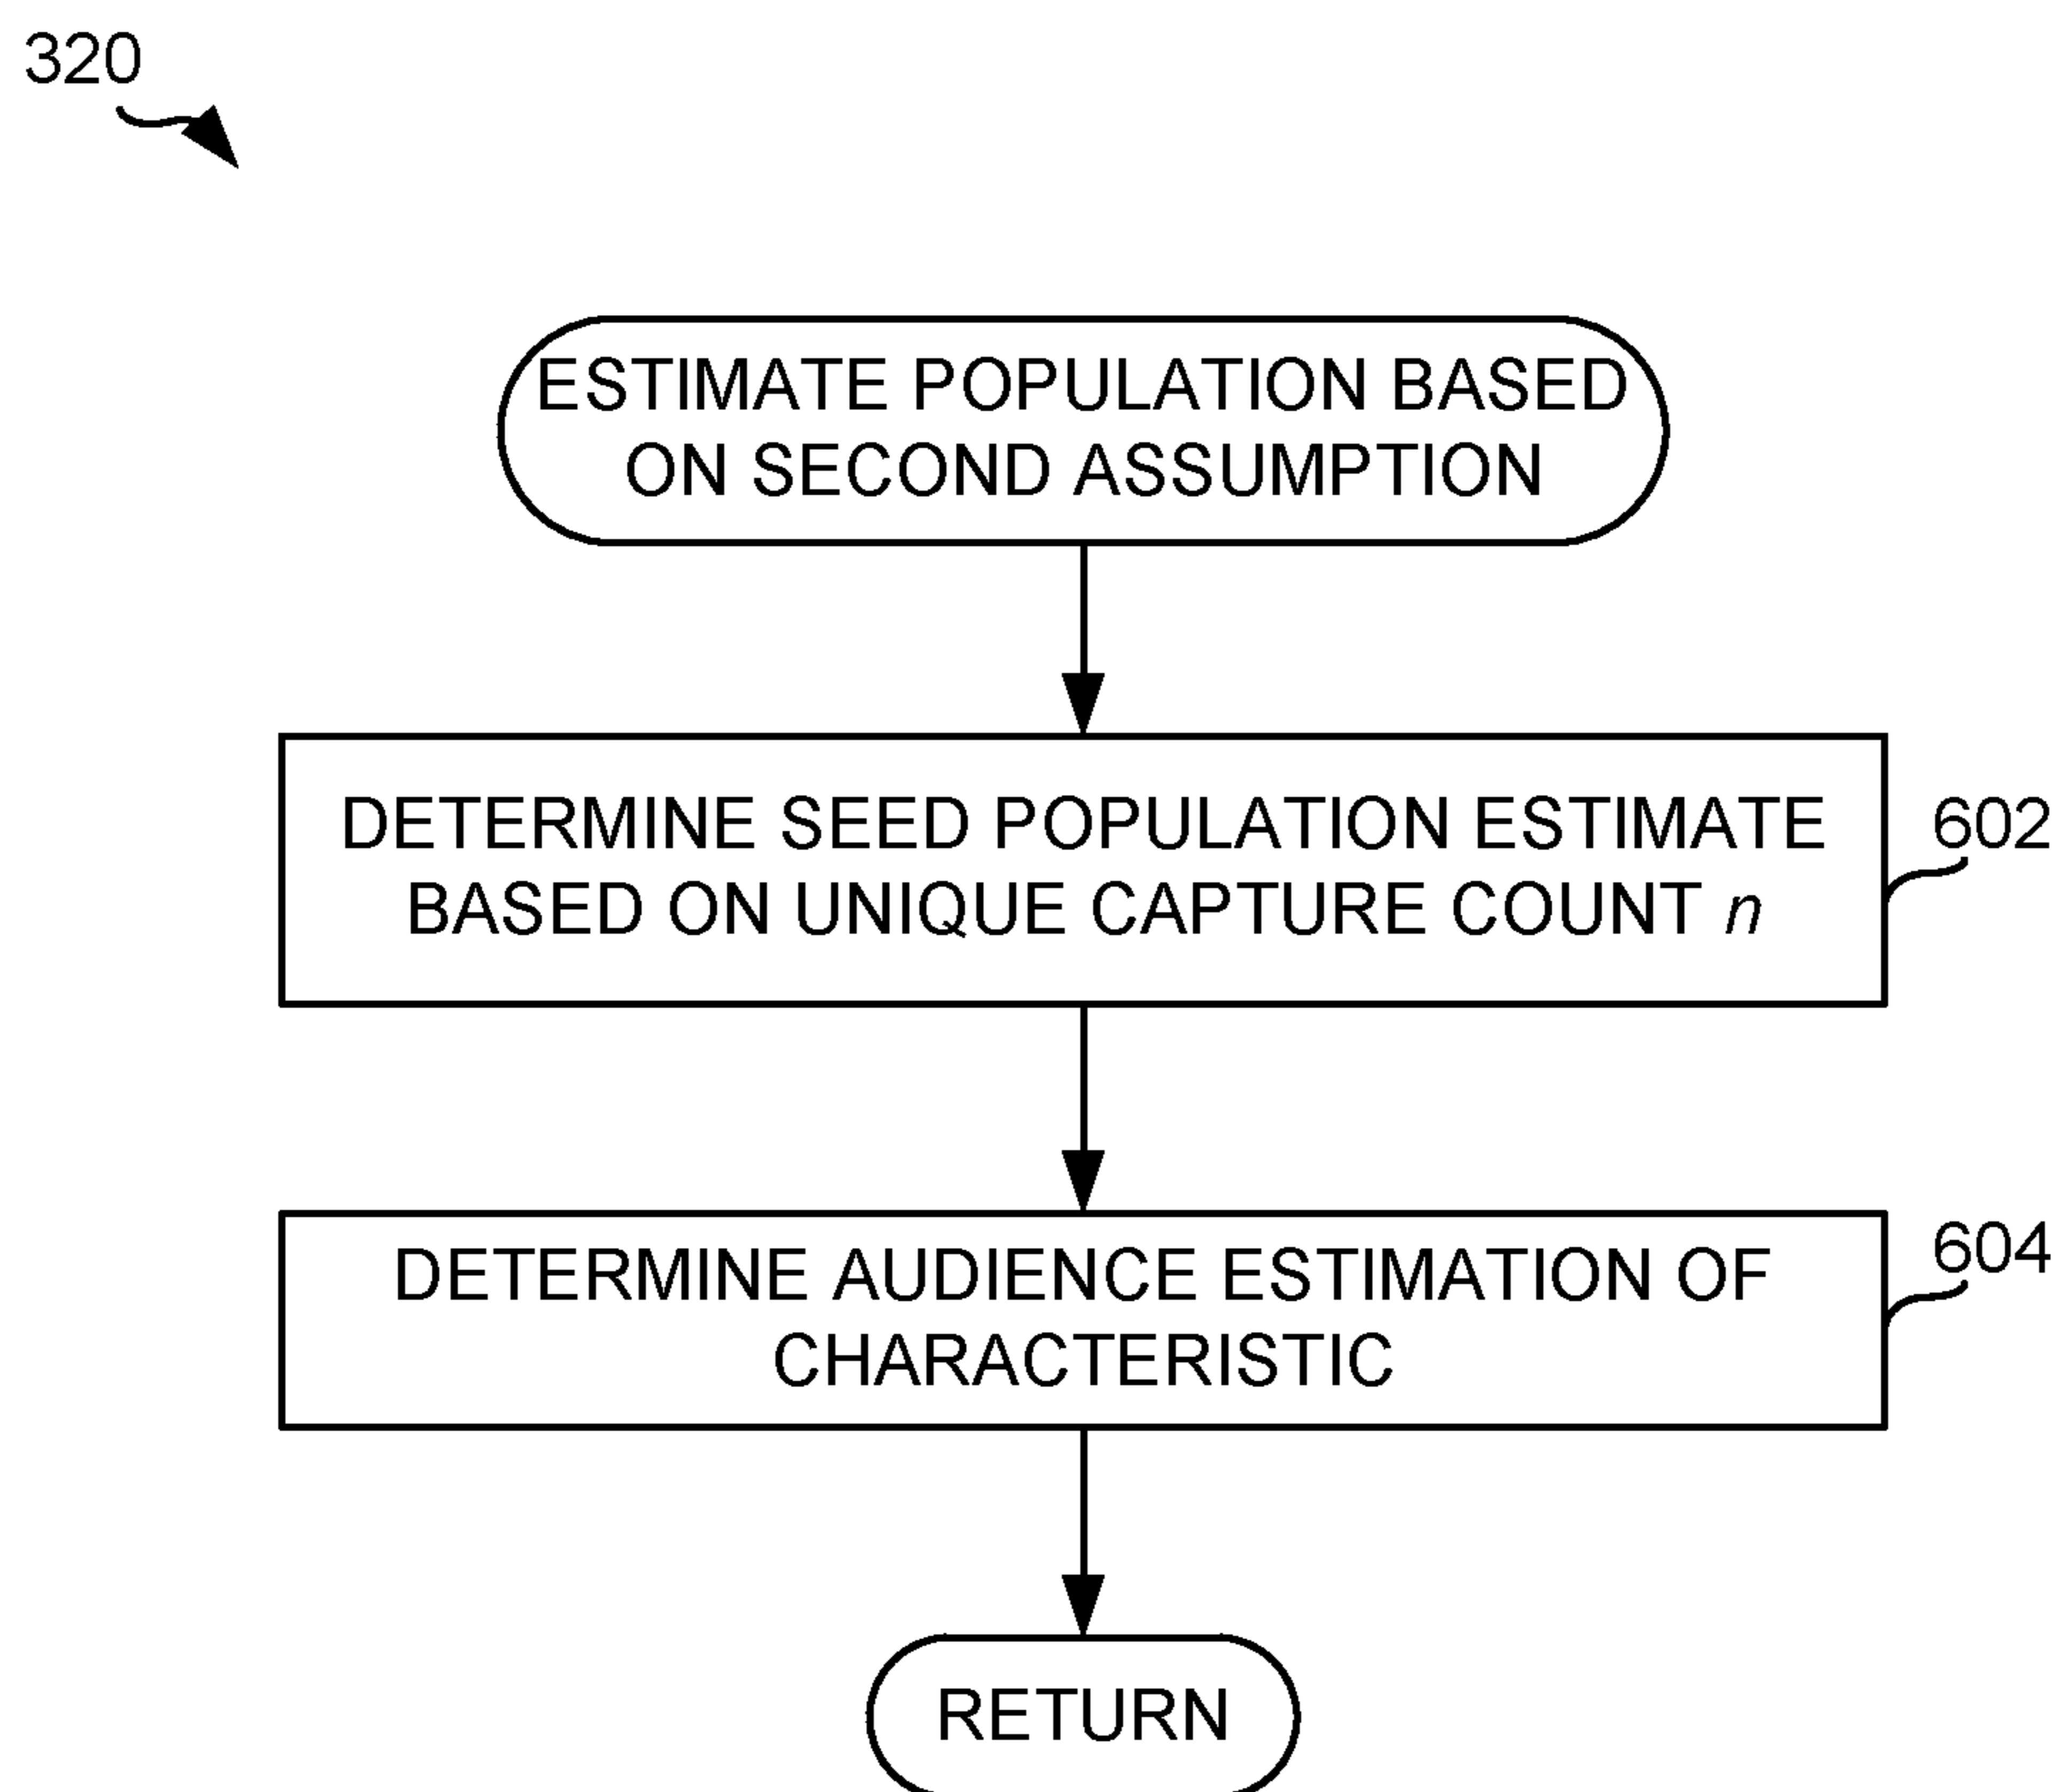 320
ESTIMATE POPULATION BASED
ON SECOND ASSUMPTION
DETERMINE SEED POPULATION ESTIMATE
BASED ON UNIQUE CAPTURE COUNT n
602
DETERMINE AUDIENCE ESTIMATION OF
CHARACTERISTIC
604
RETURN